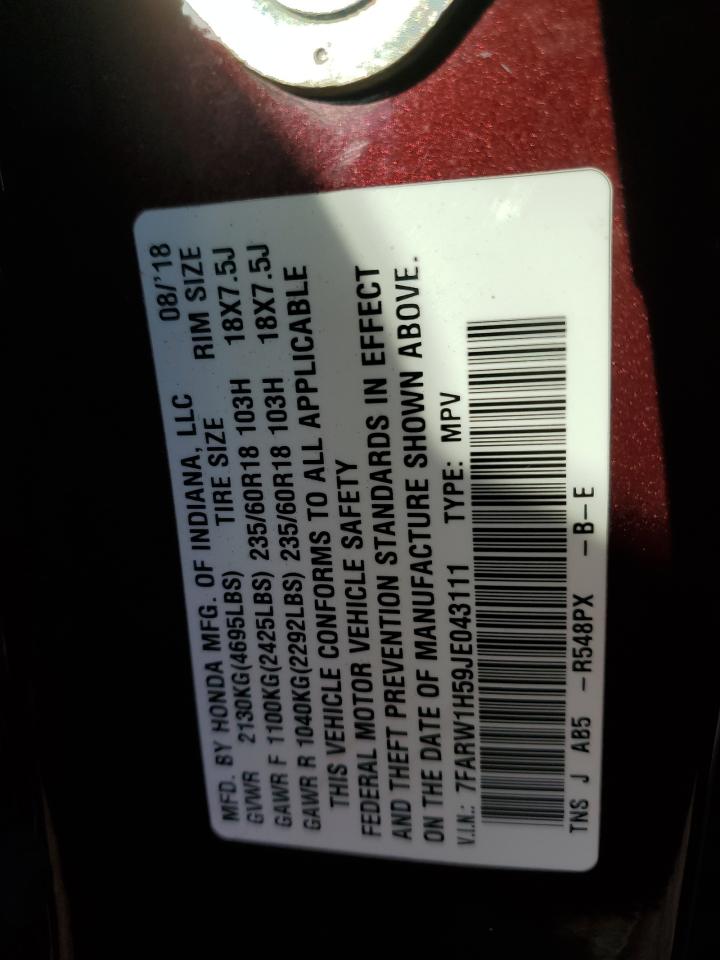 MFD. BY HONDA MFG. OF INDIANA, LLC 08/'18
GVWR 2130KG(4695LBS) TIRE SIZE RIM SIZE
GAWR F 1100KG(2425LBS) 235/60R18 103H 18X7.5J
GAWR R 1040KG(2292LBS) 235/60R18 103H 18X7.5J
THIS VEHICLE CONFORMS TO ALL APPLICABLE
FEDERAL MOTOR VEHICLE SAFETY
AND THEFT PREVENTION STANDARDS IN EFFECT
ON THE DATE OF MANUFACTURE SHOWN ABOVE.
V.I.N.: 7FARW1H59JE043111 TYPE: MPV
TNS J AB5 -R548PX -B-E